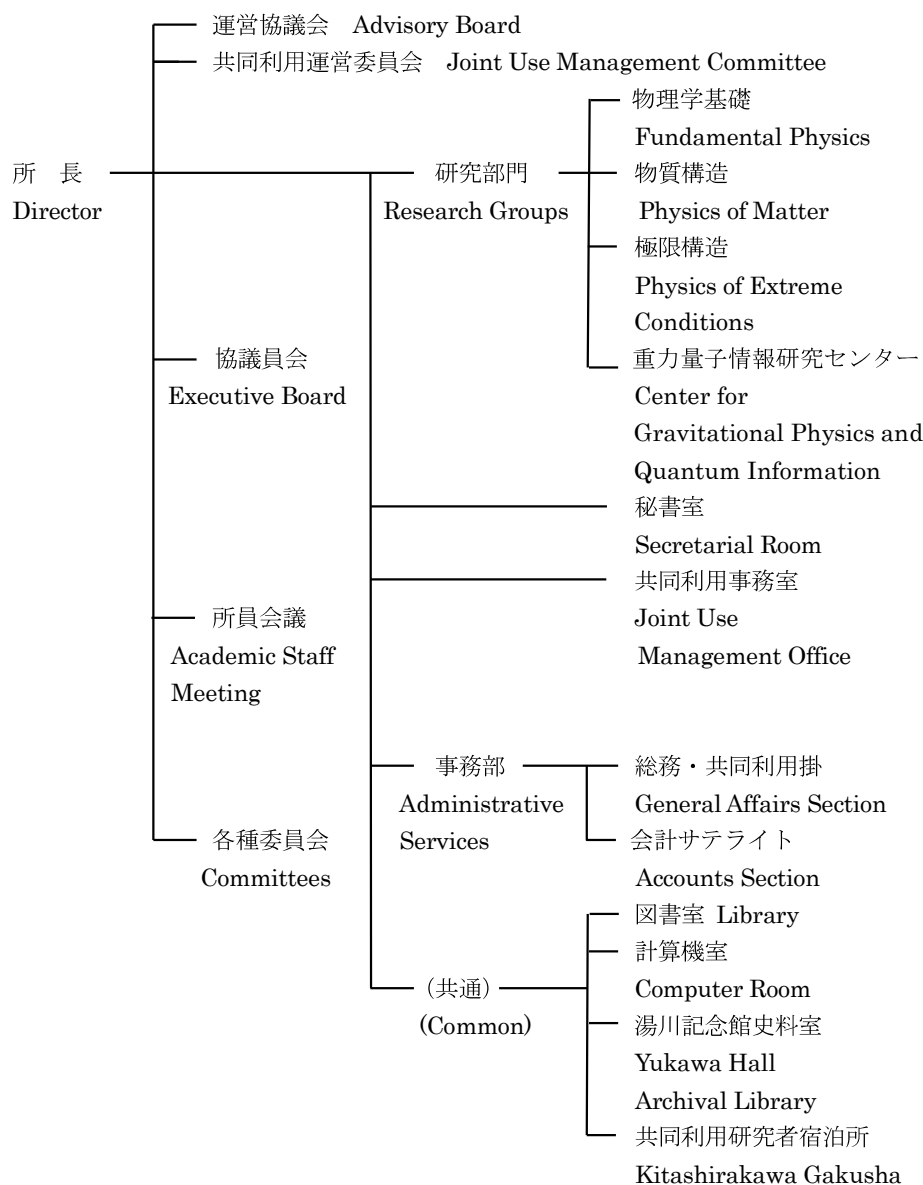 運営協議会 Advisory Board
共同利用運営委員会 Joint Use Management Committee
所 長
Director
研究部門
Research Groups
物理学基礎
Fundamental Physics
物質構造
Physics of Matter
極限構造
Physics of Extreme
Conditions
重力量子情報研究センター
Center for
Gravitational Physics and
Quantum Information
協議員会
Executive Board
秘書室
Secretarial Room
共同利用事務室
Joint Use
Management Office
所員会議
Academic Staff
Meeting
事務部
Administrative
Services
総務・共同利用掛
General Affairs Section
会計サテライト
Accounts Section
各種委員会
Committees
(共通)
(Common)
図書室 Library
計算機室
Computer Room
湯川記念館史料室
Yukawa Hall
Archival Library
共同利用研究者宿泊所
Kitashirakawa Gakusha